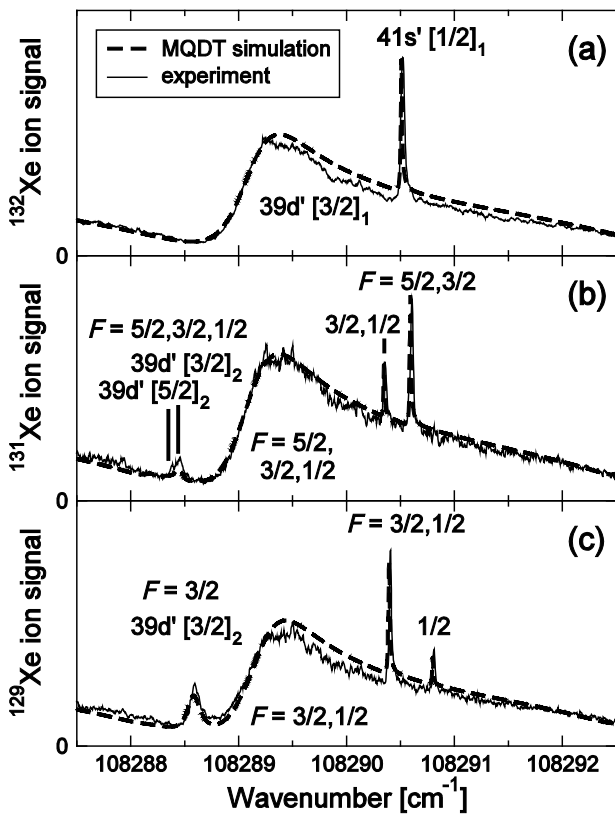 MQDT simulation
experiment
41s' [1/2]₁
(a)
¹³²Xe ion signal
39d' [3/2]₁
0
F = 5/2,3/2
(b)
3/2,1/2
F = 5/2,3/2,1/2
39d' [3/2]₂
39d' [5/2]₂
¹³¹Xe ion signal
F = 5/2,
3/2,1/2
0
F = 3/2,1/2
(c)
F = 3/2
39d' [3/2]₂
1/2
¹²⁹Xe ion signal
F = 3/2,1/2
0
108288 108289 108290 108291 108292
Wavenumber [cm⁻¹]